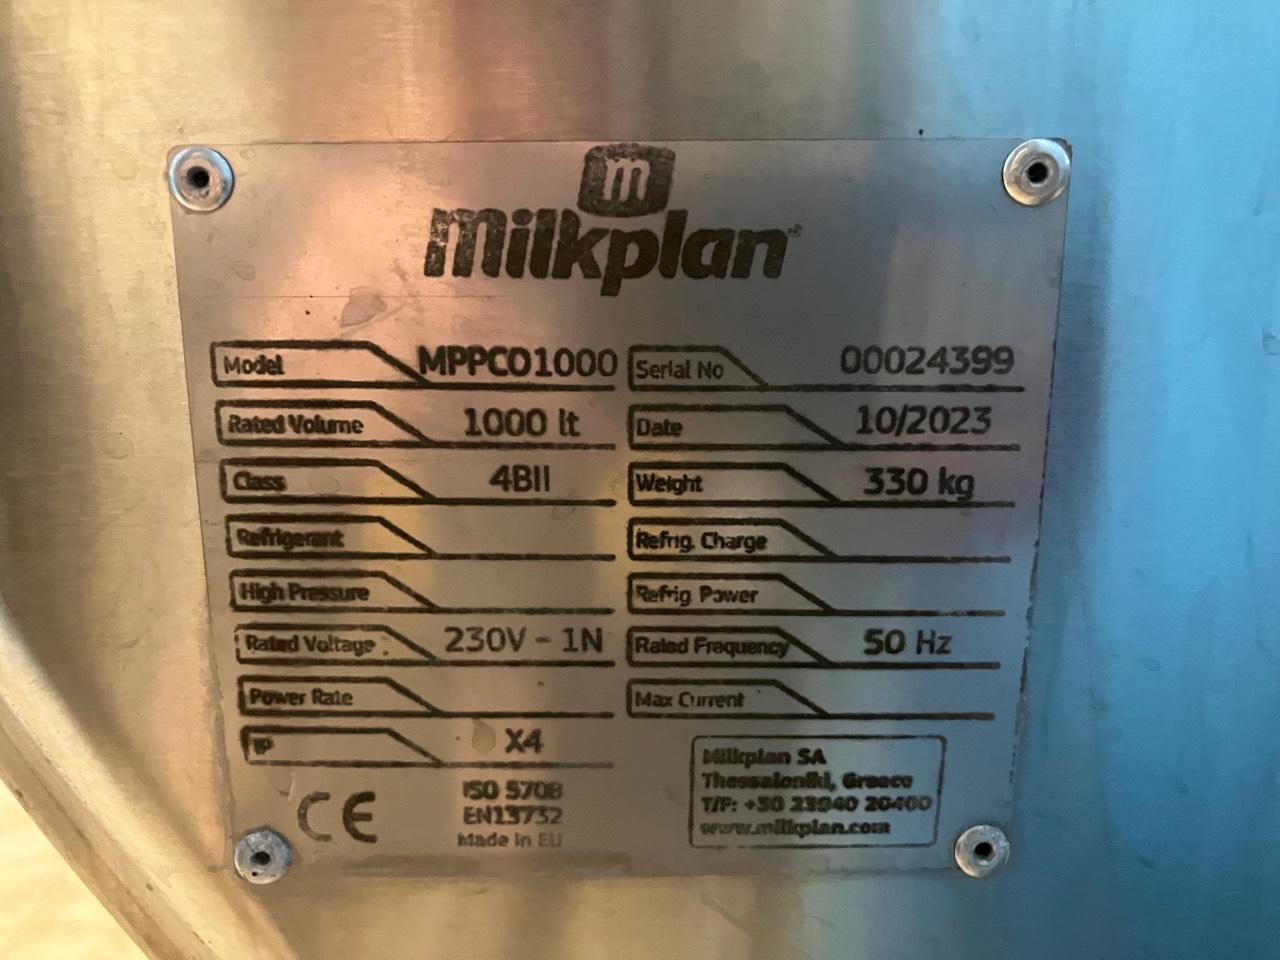 m
milkplan®
Model MPPCO1000 Serial No 00024399
Rated Volume 1000 lt Date 10/2023
Class 4BII Weight 330 kg
Refrigerant Refrig. Charge
High Pressure Refrig. Power
Rated Voltage 230V - 1N Rated Frequency 50 Hz
Power Rate Max Current
IP X4
CE
ISO 5708
EN13732
Made in EU
Milkplan SA
Thessaloniki, Greece
T/F: +30 23940 20400
www.milkplan.com